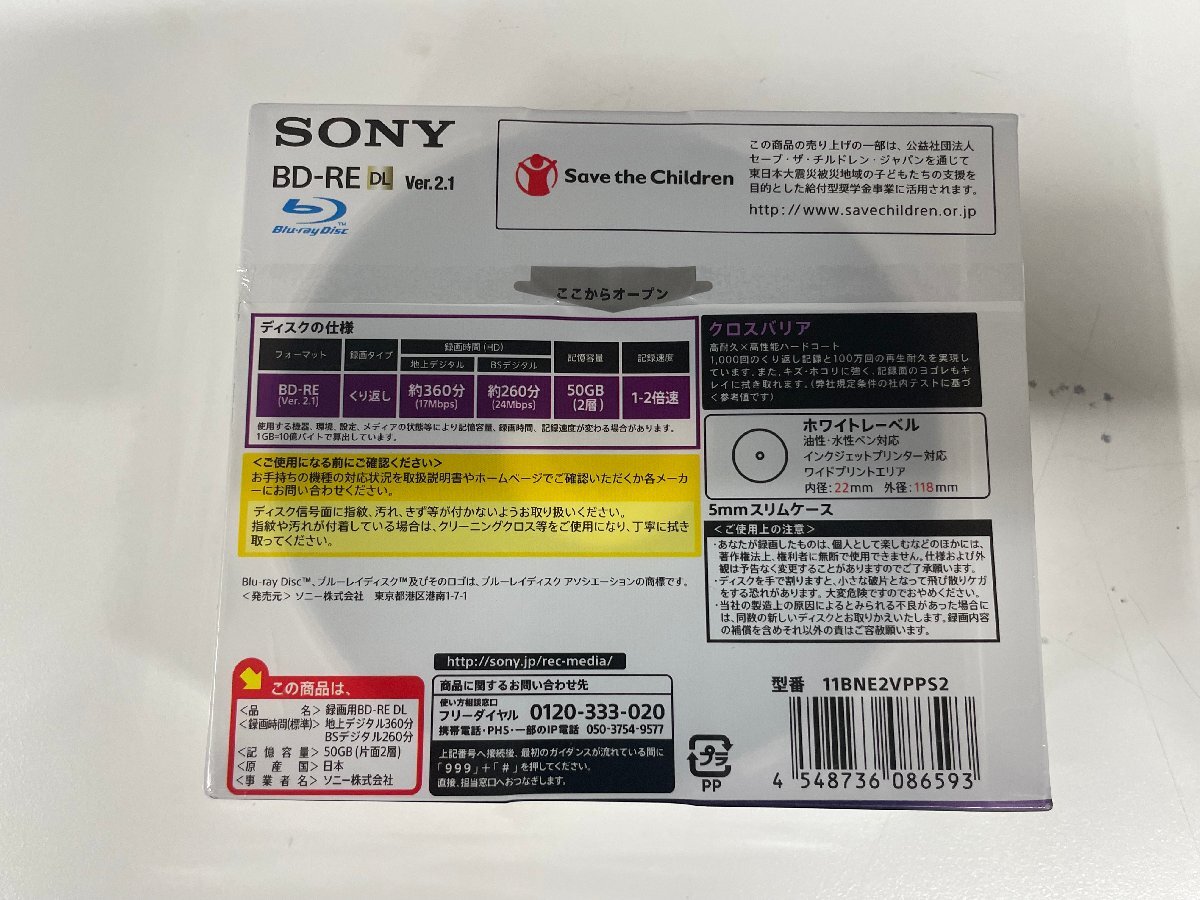 SONY
BD-RE DL Ver.2.1
Blu-ray Disc™
Save the Children
この商品の売り上げの一部は、公益社団法人
セーブ・ザ・チルドレン・ジャパンを通じて
東日本大震災被災地域の子どもたちの支援を
目的とした給付型奨学金事業に活用されます。
http://www.savechildren.or.jp
ここからオープン
ディスクの仕様
フォーマット 録画タイプ 録画時間(HD) 記憶容量 記録速度
地上デジタル BSデジタル
BD-RE くり返し 約360分 約260分 50GB 1-2倍速
(Ver. 2.1) (17Mbps) (24Mbps) (2層)
使用する機器、環境、設定、メディアの状態等により記憶容量、録画時間、記録速度が変わる場合があります。
1GB=10億バイトで算出しています。
<ご使用になる前にご確認ください>
お手持ちの機種の対応状況を取扱説明書やホームページでご確認いただくか各メーカ
ーにお問い合わせください。
ディスク信号面に指紋、汚れ、きず等が付かないようお取り扱いください。
指紋や汚れが付着している場合は、クリーニングクロス等をご使用になり、丁寧に拭き
取ってください。
Blu-ray Disc™、ブルーレイディスク™及びそのロゴは、ブルーレイディスク アソシエーションの商標です。
<発売元> ソニー株式会社 東京都港区港南1-7-1
クロスバリア
高耐久×高性能ハードコート
1,000回のくり返し記録と100万回の再生耐久を実現し
ています。また、キズ・ホコリに強く、記録面のヨゴレもキ
レイに拭き取れます。(弊社規定条件の社内テストに基づ
く参考値です)
ホワイトレーベル
油性・水性ペン対応
インクジェットプリンター対応
ワイドプリントエリア
内径:22mm 外径:118mm
5mmスリムケース
<ご使用上の注意>
・あなたが録画したものは、個人として楽しむなどのほかには、
著作権法上、権利者に無断で使用できません。仕様および外
観は予告なく変更することがありますのでご了承願います。
・ディスクを手で割りますと、小さな破片となって飛び散りケガ
をする恐れがあります。大変危険ですのでおやめください。
・当社の製造上の原因によるとみられる不良があった場合に
は、同数の新しいディスクとお取りかえいたします。録画内容
の補償を含めそれ以外の責はご容赦願います。
この商品は、
<品名> 録画用BD-RE DL
<録画時間(標準)> 地上デジタル360分
BSデジタル260分
<記憶容量> 50GB(片面2層)
<原産国> 日本
<事業者名> ソニー株式会社
http://sony.jp/rec-media/
商品に関するお問い合わせ先
使い方相談窓口
フリーダイヤル 0120-333-020
携帯電話・PHS・一部のIP電話 050-3754-9577
上記番号へ接続後、最初のガイダンスが流れている間に
「999」+「#」を押してください。
直接、担当窓口へおつなぎします。
プラ
PP
型番 11BNE2VPPS2
4 548736 086593